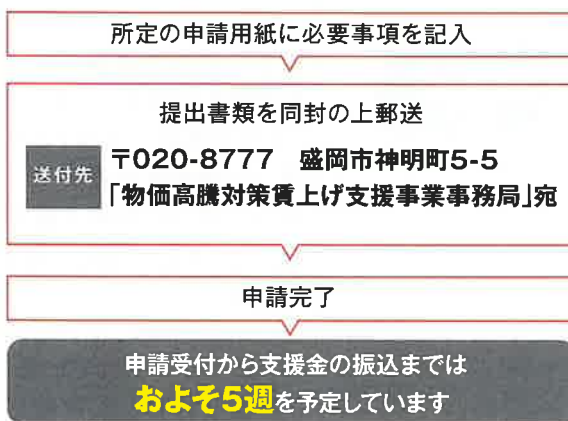 所定の申請用紙に必要事項を記入
提出書類を同封の上郵送
送付先
〒020-8777 盛岡市神明町5-5
「物価高騰対策賃上げ支援事業事務局」宛
申請完了
申請受付から支援金の振込までは
およそ5週を予定しています